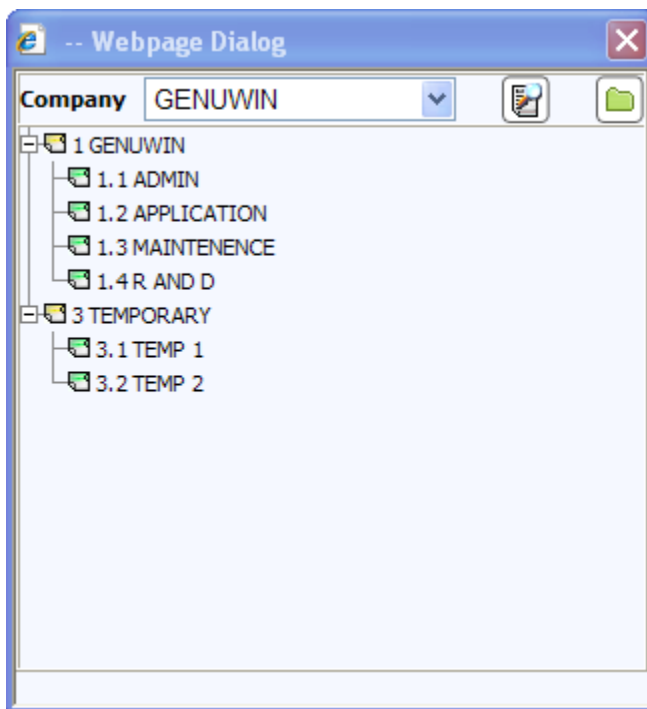 -- Webpage Dialog
Company GENUWIN
1 GENUWIN
1.1 ADMIN
1.2 APPLICATION
1.3 MAINTENENCE
1.4 R AND D
3 TEMPORARY
3.1 TEMP 1
3.2 TEMP 2